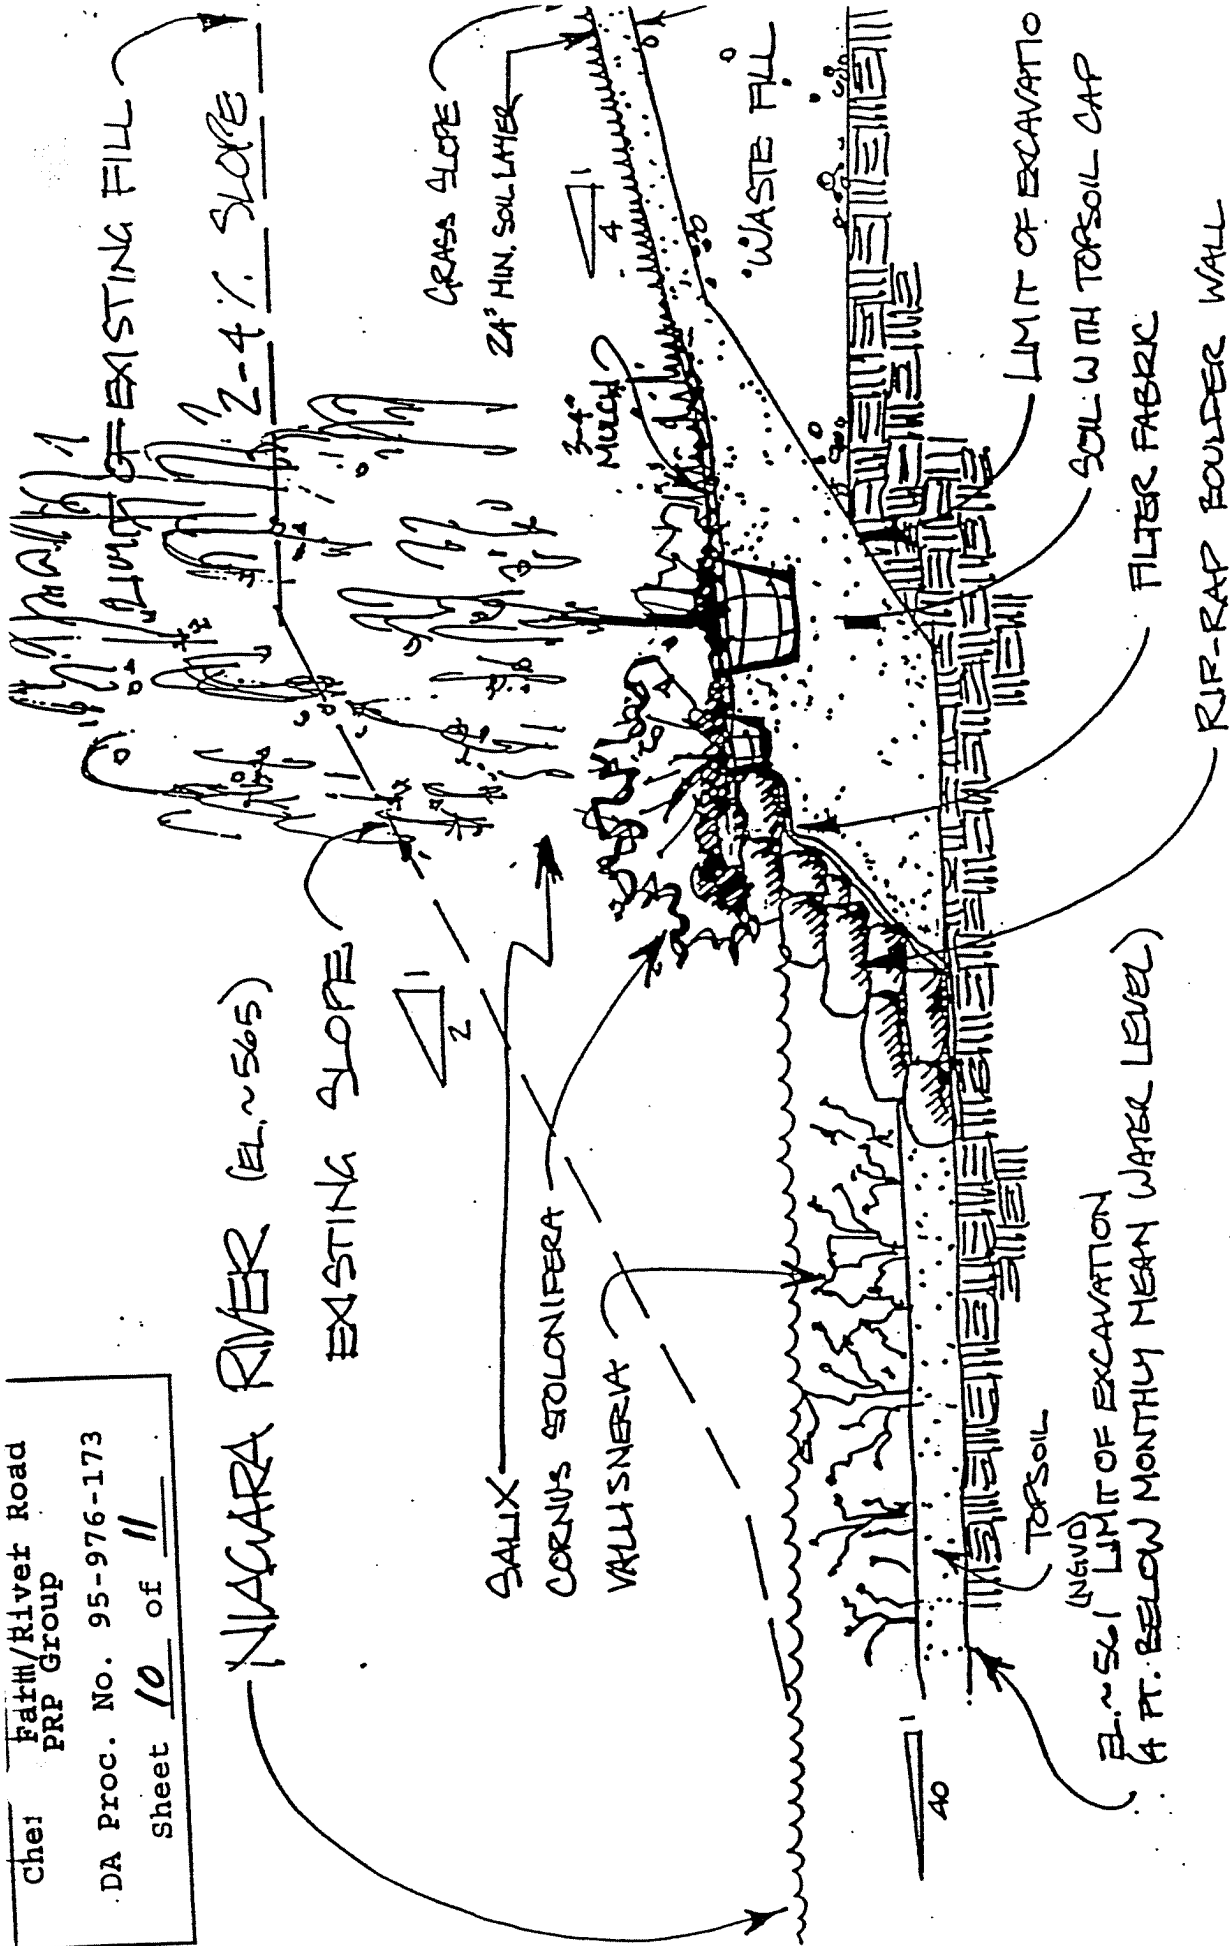 Farm/River Road
PRP Group
DA Proc. No. 95-976-173
Sheet 10 of 11
NIAGARA RIVER (EL. ~565)
LIMIT OF EXISTING FILL
2-4% SLOPE
EXISTING SLOPE
1
2
GRASS SLOPE
24" MIN. SOIL LAYER
1
4
3-4"
MULCH
SALIX
CORNUS STOLONIFERA
VALLISNERIA
WASTE FILL
LIMIT OF EXCAVATIO
SOIL WITH TOPSOIL CAP
FILTER FABRIC
RIP-RAP BOULDER WALL
1
40
TOPSOIL
(NGVD)
EL. ~561 LIMIT OF EXCAVATION
(4 FT. BELOW MONTHLY MEAN WATER LEVEL)